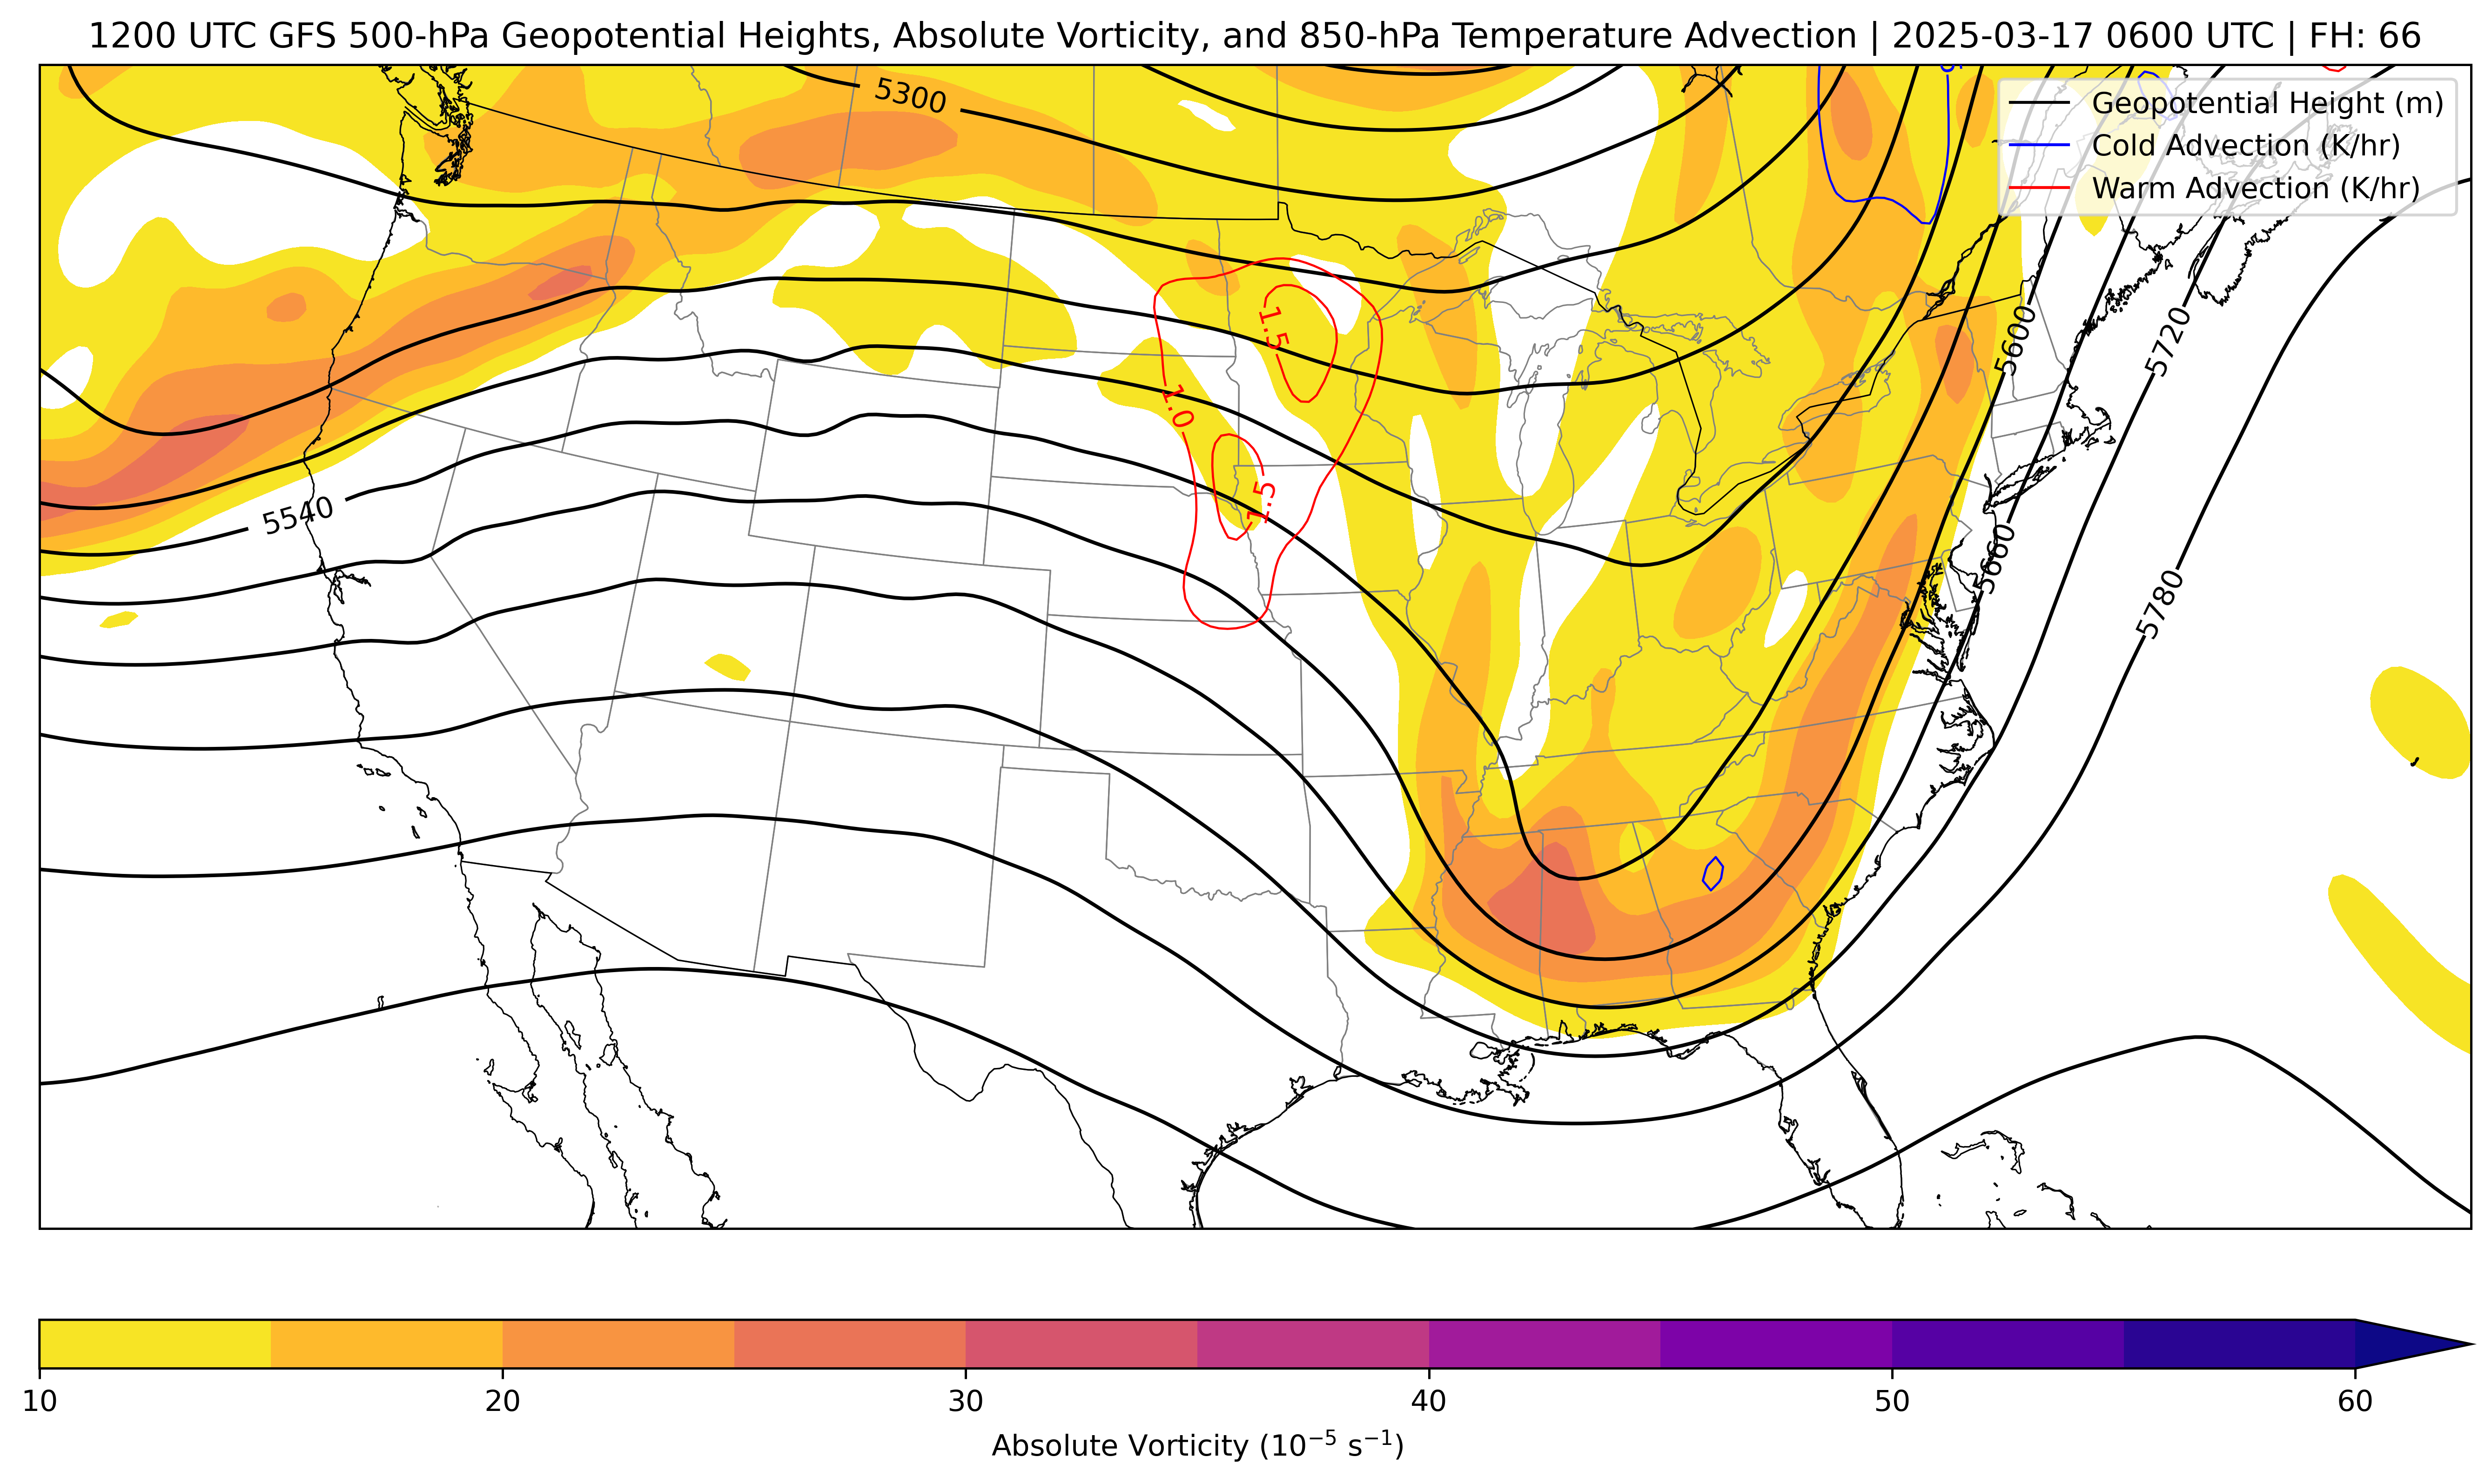 1200 UTC GFS 500-hPa Geopotential Heights, Absolute Vorticity, and 850-hPa Temperature Advection | 2025-03-17 0600 UTC | FH: 66
5300
Geopotential Height (m)
Cold Advection (K/hr)
Warm Advection (K/hr)
1.5
5600
5720
1.0
1.5
5540
5660
5780
10 20 30 40 50 60
Absolute Vorticity (10⁻⁵ s⁻¹)